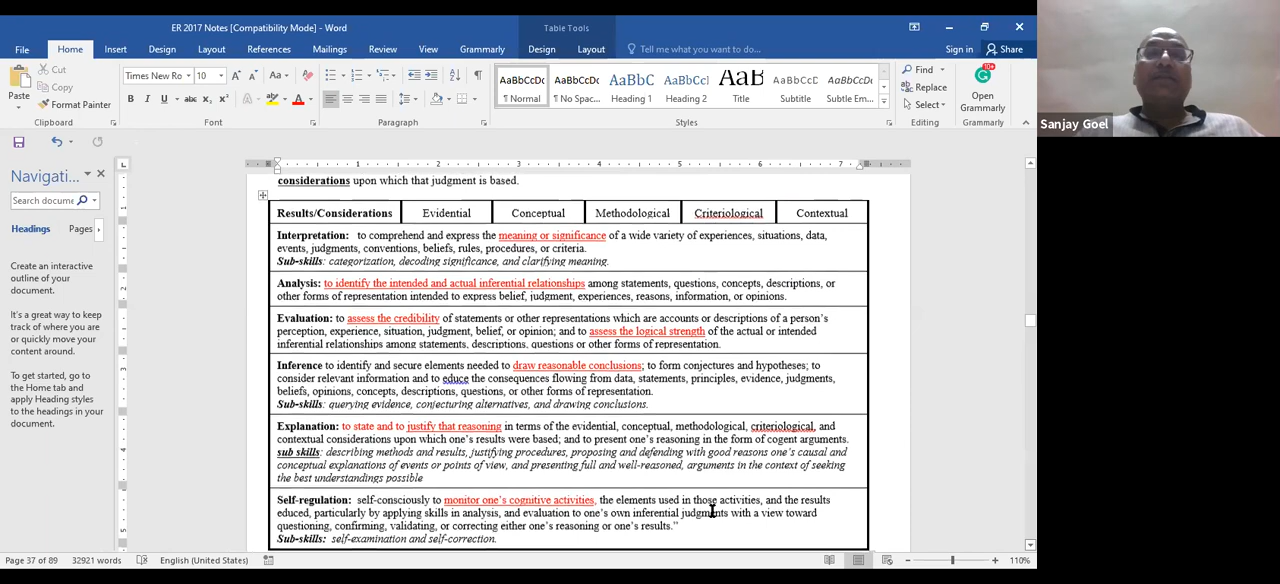 ER 2017 Notes [Compatibility Mode] - Word
Table Tools
File Home Insert Design Layout References Mailings Review View Grammarly Design Layout Tell me what you want to do... Sign in Share
Paste
Cut
Copy
Format Painter
Clipboard
Times New Ro 10
B I U abc X₂ X²
Font
Paragraph
AaBbCcDc AaBbCcDc AaBbC AaBbCcI AaB AaBbCcD AaBbCcDc
¶ Normal ¶ No Spac... Heading 1 Heading 2 Title Subtitle Subtle Em...
Styles
Find
Replace
Select
Editing
10+
Open
Grammarly
Grammarly
Sanjay Goel
Navigati
Search docume
Headings Pages
Create an interactive
outline of your
document.
It's a great way to keep
track of where you are
or quickly move your
content around.
To get started, go to
the Home tab and
apply Heading styles to
the headings in your
document.
1 2 3 4 5 6 7
considerations upon which that judgment is based.
Results/Considerations Evidential Conceptual Methodological Criteriological Contextual
Interpretation: to comprehend and express the meaning or significance of a wide variety of experiences, situations, data,
events, judgments, conventions, beliefs, rules, procedures, or criteria.
Sub-skills: categorization, decoding significance, and clarifying meaning.
Analysis: to identify the intended and actual inferential relationships among statements, questions, concepts, descriptions, or
other forms of representation intended to express belief, judgment, experiences, reasons, information, or opinions.
Evaluation: to assess the credibility of statements or other representations which are accounts or descriptions of a person's
perception, experience, situation, judgment, belief, or opinion; and to assess the logical strength of the actual or intended
inferential relationships among statements, descriptions, questions or other forms of representation.
Inference to identify and secure elements needed to draw reasonable conclusions; to form conjectures and hypotheses; to
consider relevant information and to educe the consequences flowing from data, statements, principles, evidence, judgments,
beliefs, opinions, concepts, descriptions, questions, or other forms of representation.
Sub-skills: querying evidence, conjecturing alternatives, and drawing conclusions.
Explanation: to state and to justify that reasoning in terms of the evidential, conceptual, methodological, criteriological, and
contextual considerations upon which one's results were based; and to present one's reasoning in the form of cogent arguments.
sub skills: describing methods and results, justifying procedures, proposing and defending with good reasons one's causal and
conceptual explanations of events or points of view, and presenting full and well-reasoned, arguments in the context of seeking
the best understandings possible
Self-regulation: self-consciously to monitor one's cognitive activities, the elements used in those activities, and the results
educed, particularly by applying skills in analysis, and evaluation to one's own inferential judgments with a view toward
questioning, confirming, validating, or correcting either one's reasoning or one's results."
Sub-skills: self-examination and self-correction.
Page 37 of 89 32921 words English (United States) 110%